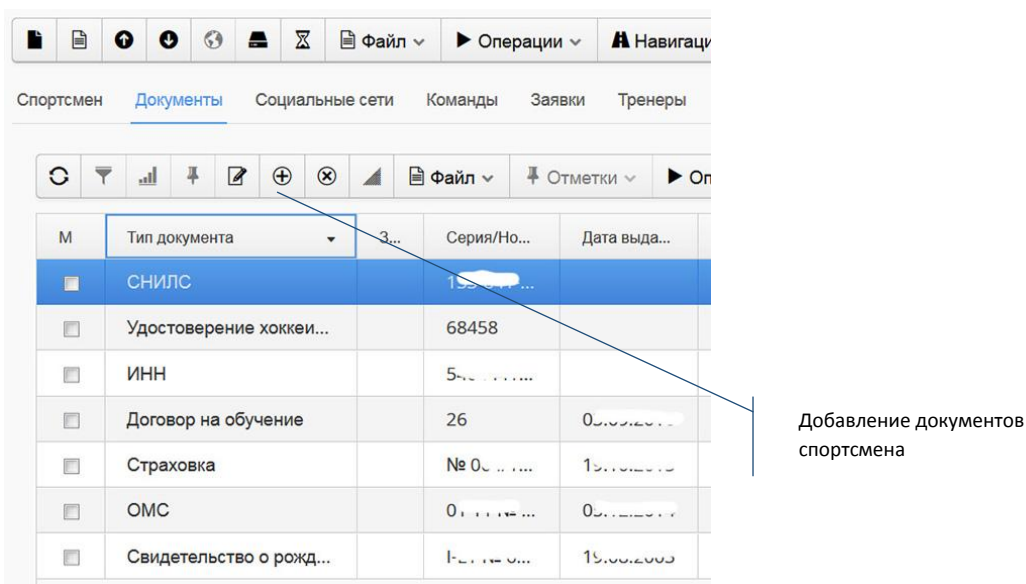 Файл Операции Навигаци
Спортсмен Документы Социальные сети Команды Заявки Тренеры
Файл Отметки Оп
М Тип документа З... Серия/Но... Дата выда...
СНИЛС
Удостоверение хоккеи... 68458
ИНН
Договор на обучение 26
Страховка №
ОМС
Свидетельство о рожд...
Добавление документов
спортсмена